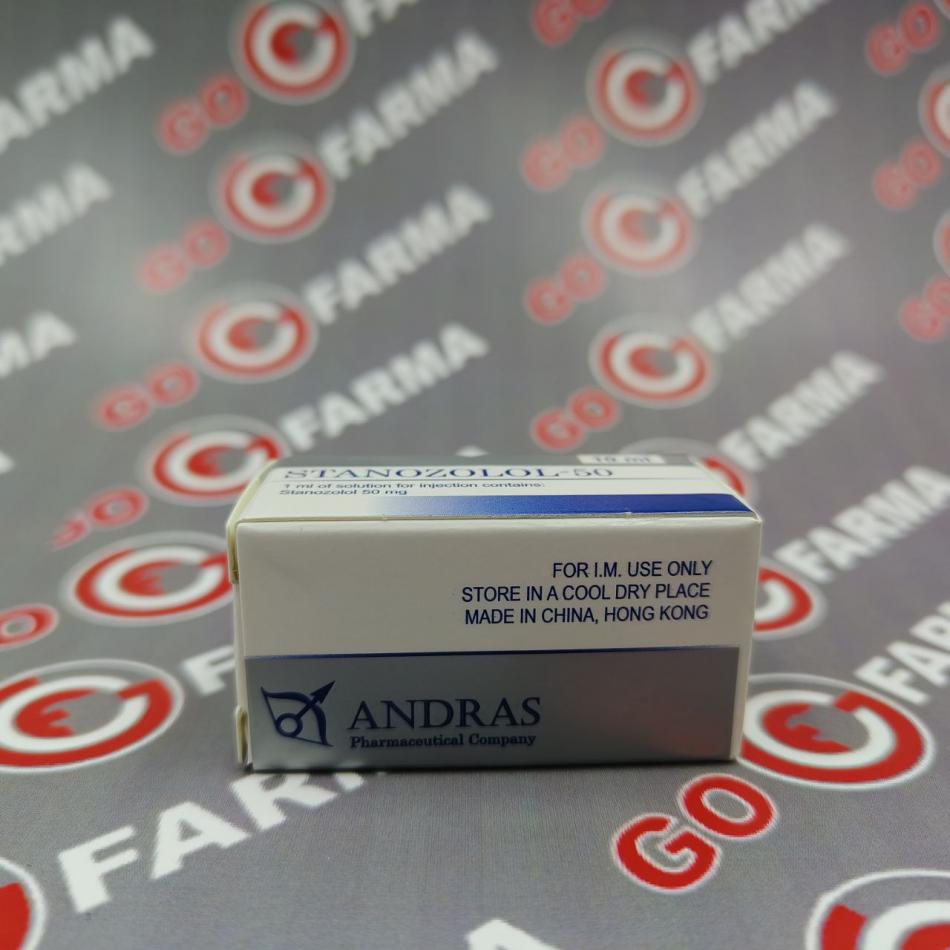 GO FARMA
10 ml
STANOZOLOL-50
1 ml of solution for injection contains:
Stanozolol 50 mg
FOR I.M. USE ONLY
STORE IN A COOL DRY PLACE
MADE IN CHINA, HONG KONG
ANDRAS
Pharmaceutical Company